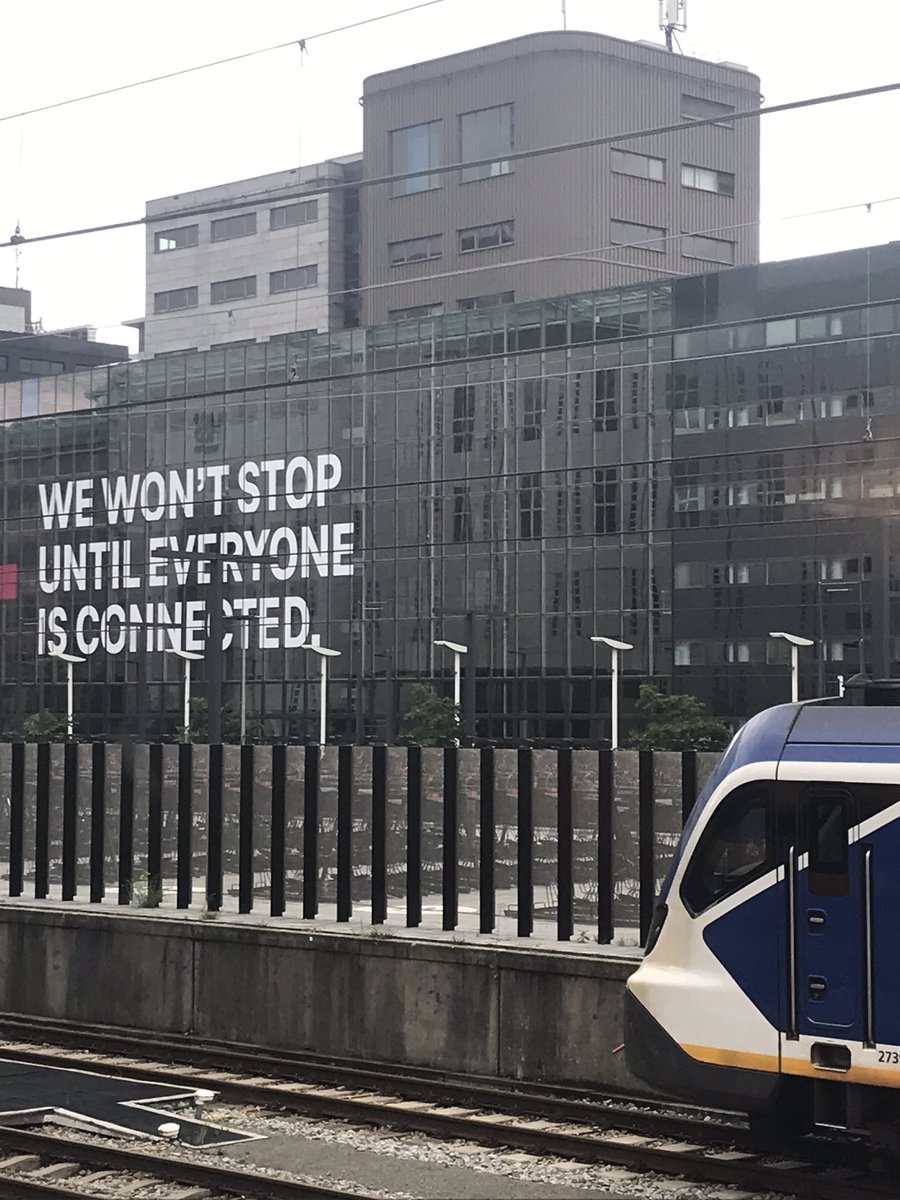 WE WON'T STOP
UNTIL EVERYONE
IS CONNECTED.